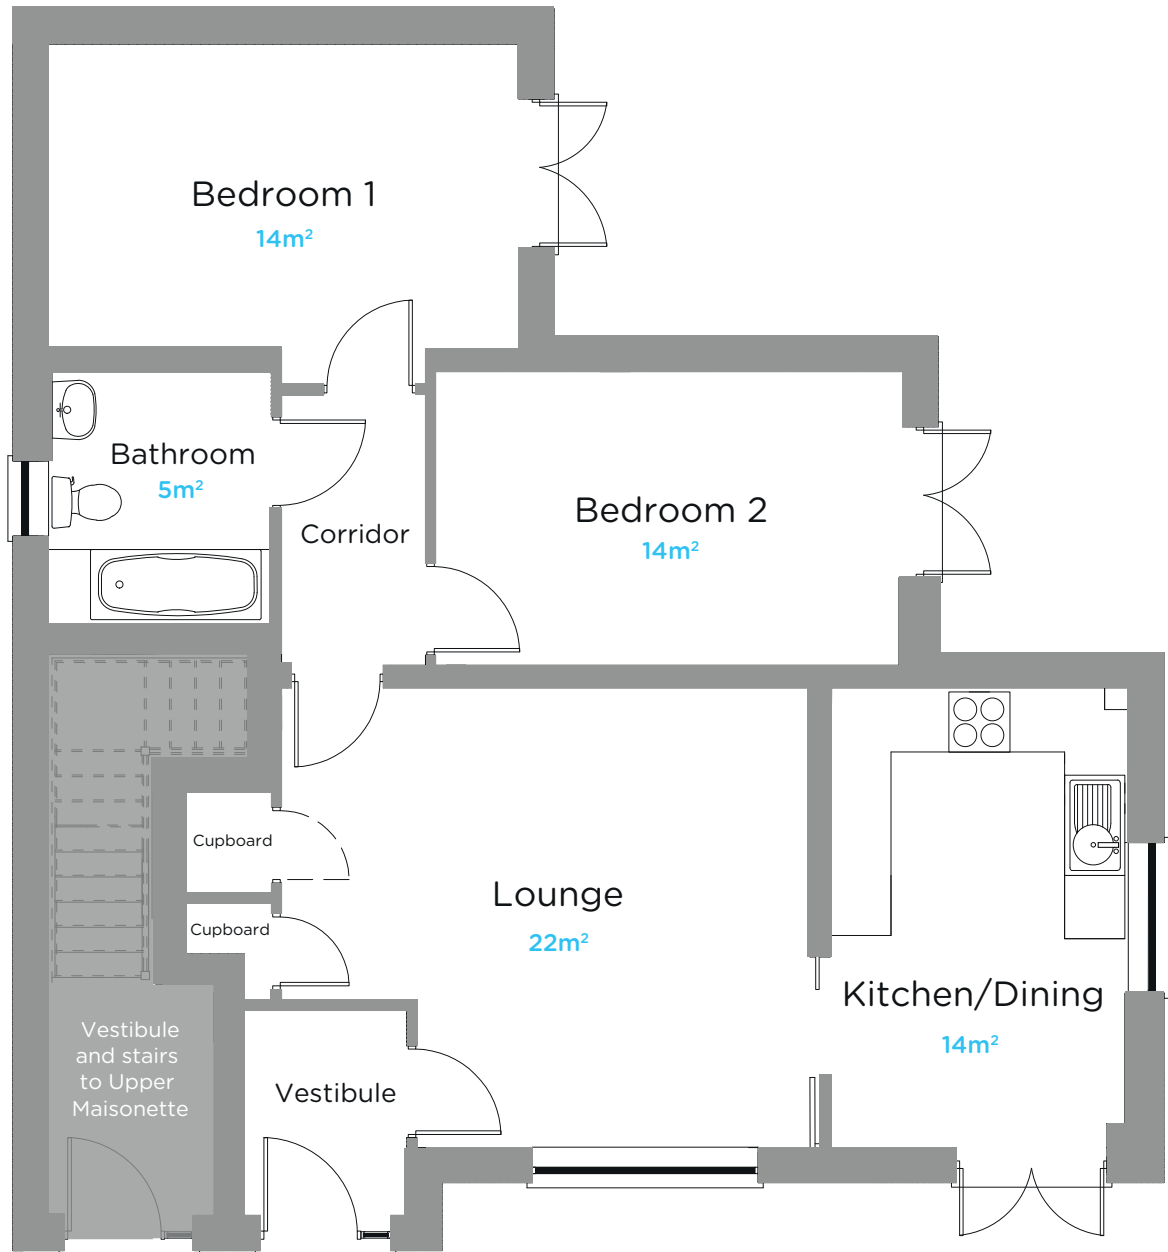 Bedroom 1
14m²
Bathroom
5m²
Bedroom 2
14m²
Corridor
Cupboard
Cupboard
Lounge
22m²
Kitchen/Dining
14m²
Vestibule
and stairs
to Upper
Maisonette
Vestibule